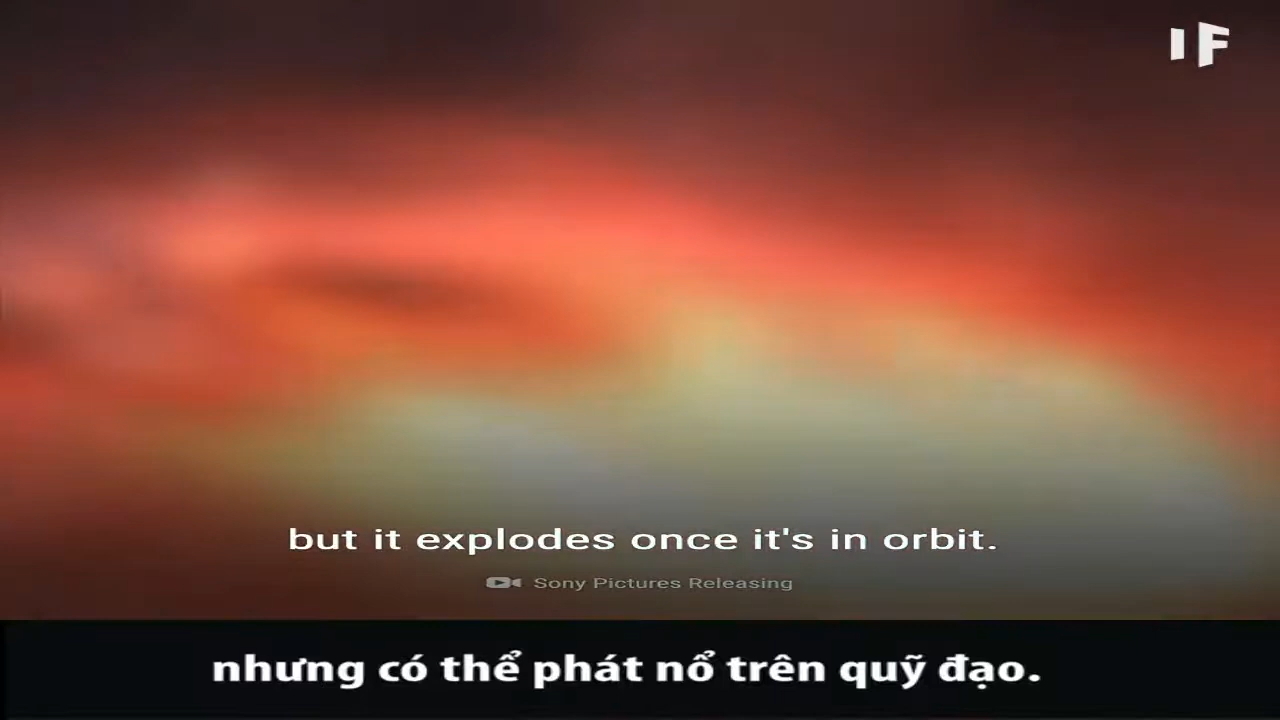 IF
but it explodes once it's in orbit.
Sony Pictures Releasing
nhưng có thể phát nổ trên quỹ đạo.